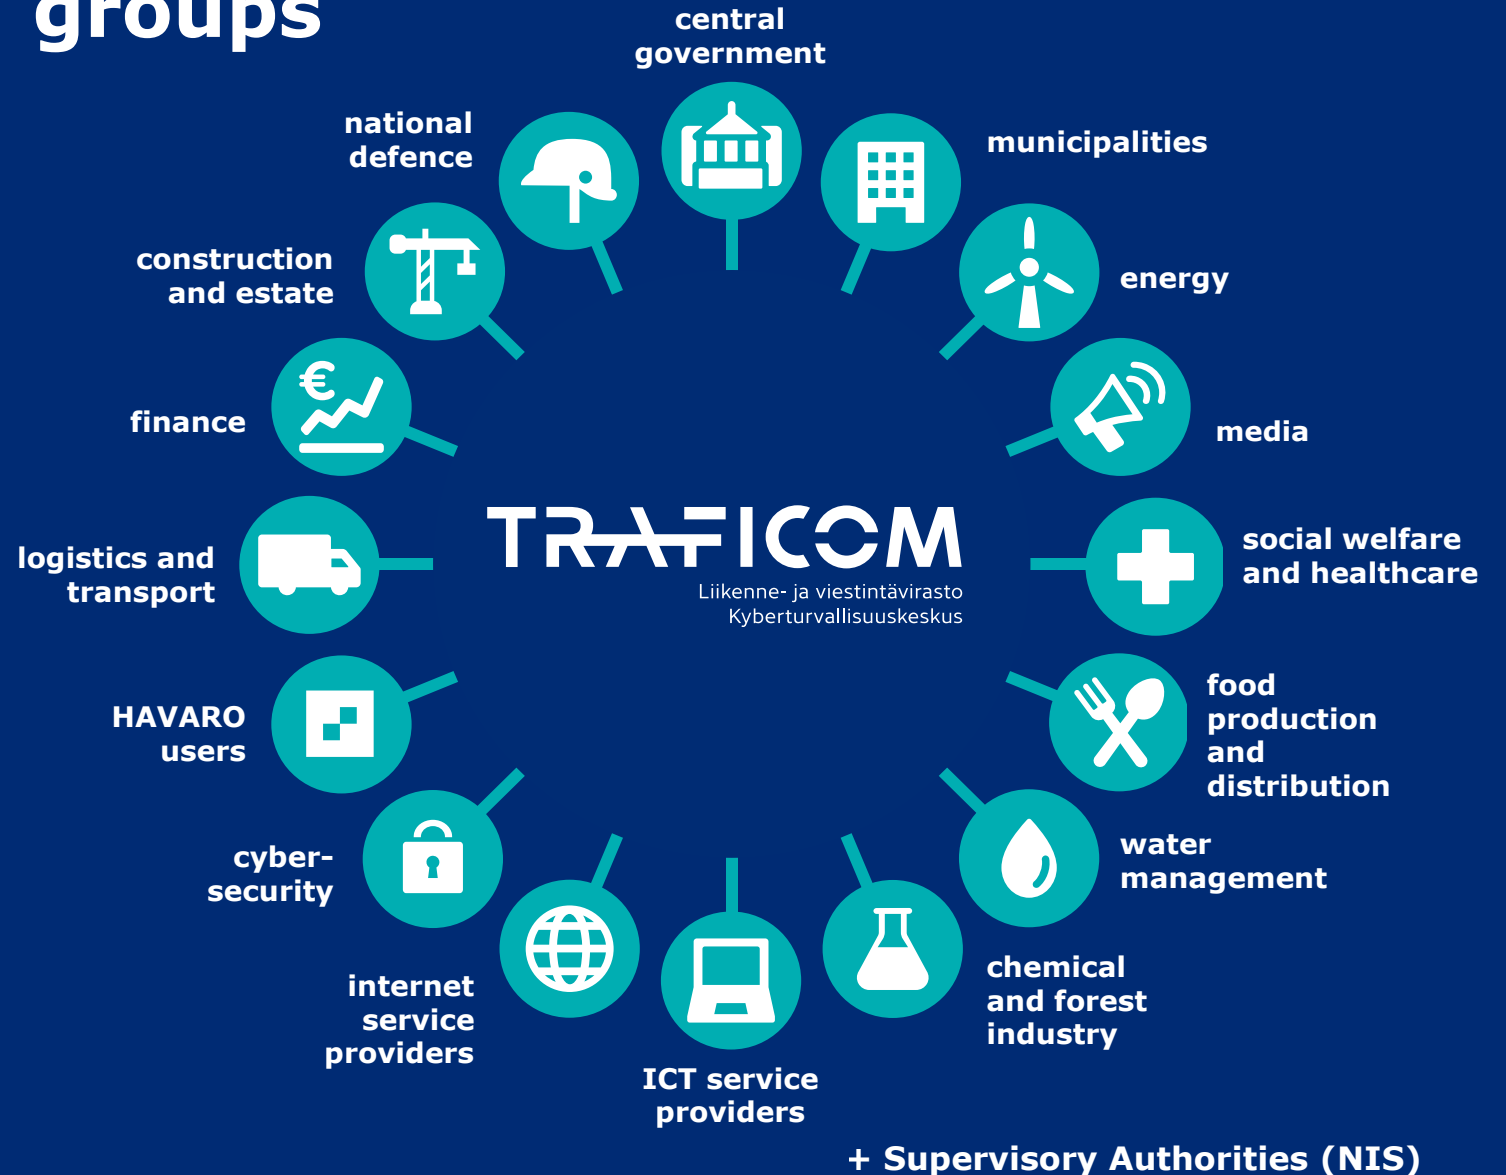 groups
central
government
national
defence
municipalities
construction
and estate
energy
finance
€
media
TRAFICOM
Liikenne- ja viestintävirasto
Kyberturvallisuuskeskus
social welfare
and healthcare
logistics and
transport
HAVARO
users
food
production
and
distribution
cyber-
security
water
management
internet
service
providers
chemical
and forest
industry
ICT service
providers
+ Supervisory Authorities (NIS)